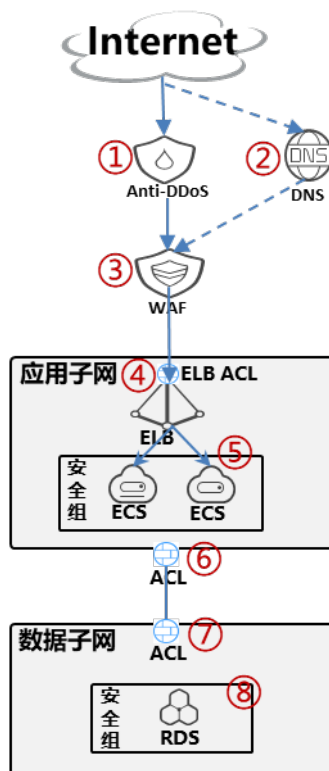 Internet
①
②
DNS
Anti-DDoS
DNS
③
WAF
应用子网
④
ELB ACL
ELB
⑤
安全组
ECS
ECS
⑥
ACL
数据子网
⑦
ACL
⑧
安全组
RDS